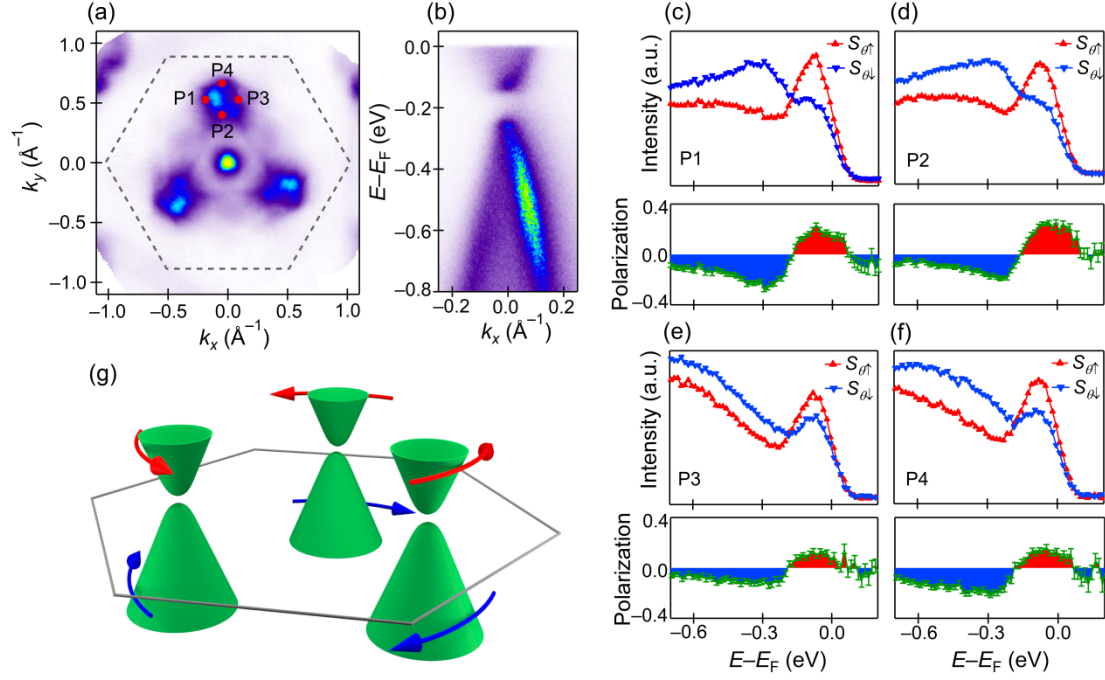 (a)
1.0
0.5
0.0
−0.5
−1.0
k_y (Å⁻¹)
P4
P1
P3
P2
−1.0
−0.5
0.0
0.5
1.0
k_x (Å⁻¹)
(b)
0.0
−0.2
−0.4
−0.6
−0.8
E–E_F (eV)
−0.2
0.0
0.2
k_x (Å⁻¹)
(c)
Intensity (a.u.)
S_θ↑
S_θ↓
P1
0.4
0.0
−0.4
Polarization
(d)
S_θ↑
S_θ↓
P2
(e)
Intensity (a.u.)
S_θ↑
S_θ↓
P3
0.4
0.0
−0.4
Polarization
−0.6
−0.3
0.0
E–E_F (eV)
(f)
S_θ↑
S_θ↓
P4
−0.6
−0.3
0.0
E–E_F (eV)
(g)